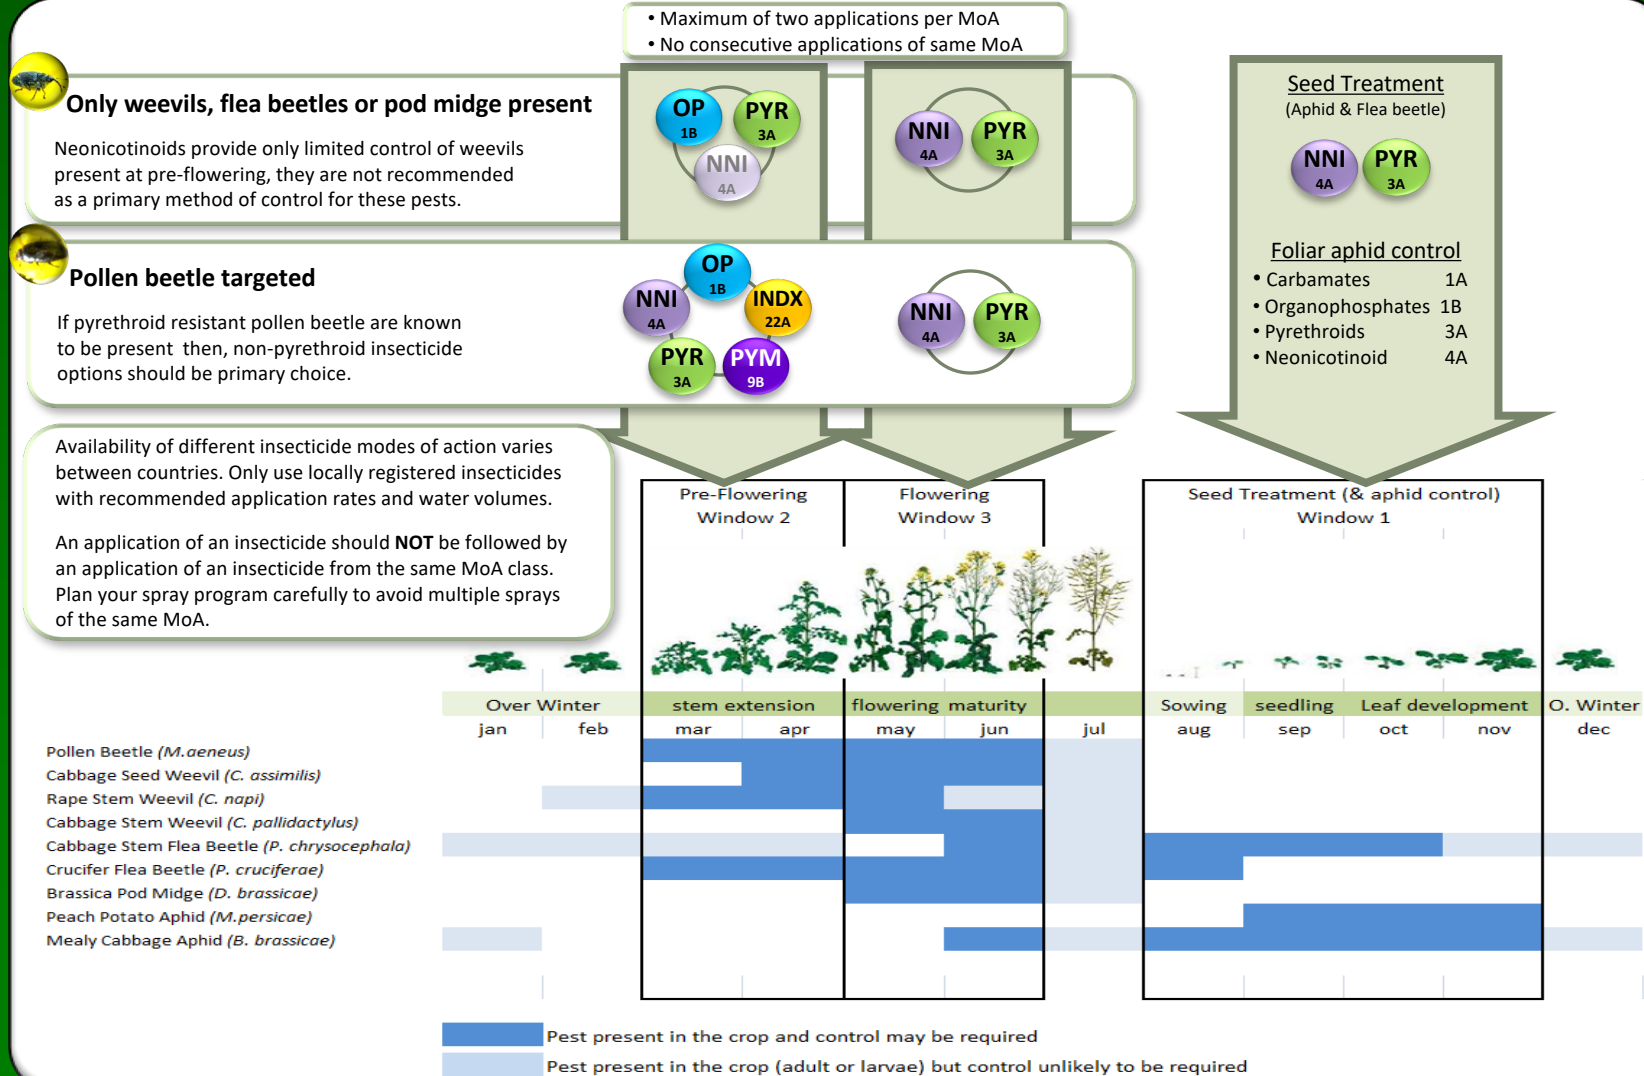 • Maximum of two applications per MoA
• No consecutive applications of same MoA
Only weevils, flea beetles or pod midge present
Neonicotinoids provide only limited control of weevils
present at pre-flowering, they are not recommended
as a primary method of control for these pests.
OP
1B
PYR
3A
NNI
4A
NNI
4A
PYR
3A
Seed Treatment
(Aphid & Flea beetle)
NNI
4A
PYR
3A
Foliar aphid control
• Carbamates 1A
• Organophosphates 1B
• Pyrethroids 3A
• Neonicotinoid 4A
Pollen beetle targeted
If pyrethroid resistant pollen beetle are known
to be present then, non-pyrethroid insecticide
options should be primary choice.
OP
1B
NNI
4A
INDX
22A
PYR
3A
PYM
9B
NNI
4A
PYR
3A
Availability of different insecticide modes of action varies
between countries. Only use locally registered insecticides
with recommended application rates and water volumes.
An application of an insecticide should NOT be followed by
an application of an insecticide from the same MoA class.
Plan your spray program carefully to avoid multiple sprays
of the same MoA.
Pre-Flowering
Window 2
Flowering
Window 3
Seed Treatment (& aphid control)
Window 1
Over Winter stem extension flowering maturity Sowing seedling Leaf development O. Winter
jan feb mar apr may jun jul aug sep oct nov dec
Pollen Beetle (M.aeneus)
Cabbage Seed Weevil (C. assimilis)
Rape Stem Weevil (C. napi)
Cabbage Stem Weevil (C. pallidactylus)
Cabbage Stem Flea Beetle (P. chrysocephala)
Crucifer Flea Beetle (P. cruciferae)
Brassica Pod Midge (D. brassicae)
Peach Potato Aphid (M.persicae)
Mealy Cabbage Aphid (B. brassicae)
Pest present in the crop and control may be required
Pest present in the crop (adult or larvae) but control unlikely to be required